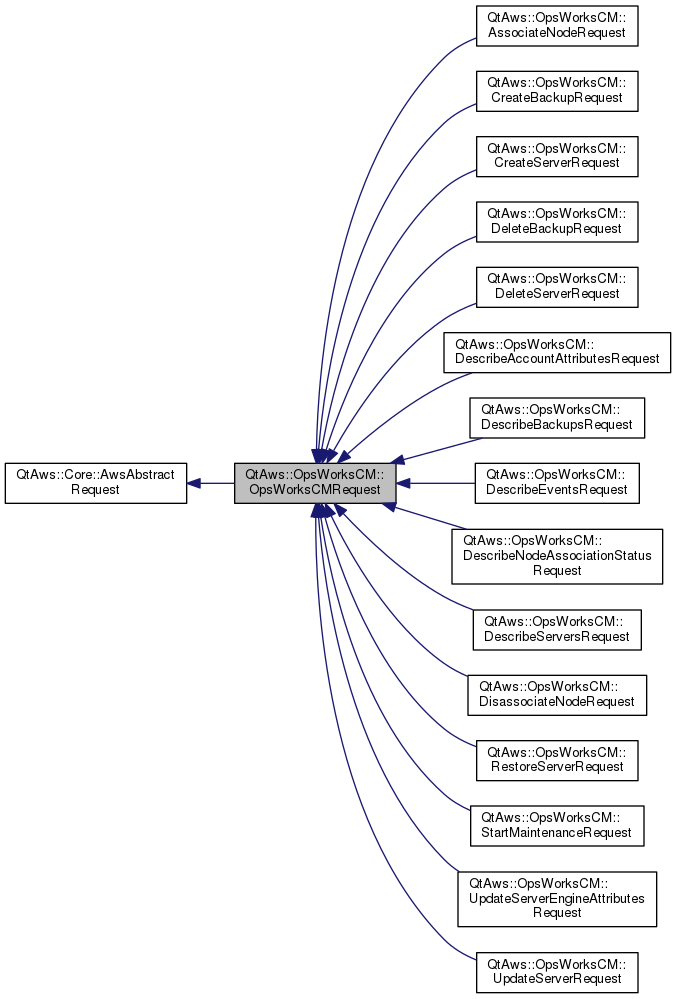 QtAws::OpsWorksCM::
AssociateNodeRequest
QtAws::OpsWorksCM::
CreateBackupRequest
QtAws::OpsWorksCM::
CreateServerRequest
QtAws::OpsWorksCM::
DeleteBackupRequest
QtAws::OpsWorksCM::
DeleteServerRequest
QtAws::OpsWorksCM::
DescribeAccountAttributesRequest
QtAws::OpsWorksCM::
DescribeBackupsRequest
QtAws::Core::AwsAbstract
Request
QtAws::OpsWorksCM::
OpsWorksCMRequest
QtAws::OpsWorksCM::
DescribeEventsRequest
QtAws::OpsWorksCM::
DescribeNodeAssociationStatus
Request
QtAws::OpsWorksCM::
DescribeServersRequest
QtAws::OpsWorksCM::
DisassociateNodeRequest
QtAws::OpsWorksCM::
RestoreServerRequest
QtAws::OpsWorksCM::
StartMaintenanceRequest
QtAws::OpsWorksCM::
UpdateServerEngineAttributes
Request
QtAws::OpsWorksCM::
UpdateServerRequest